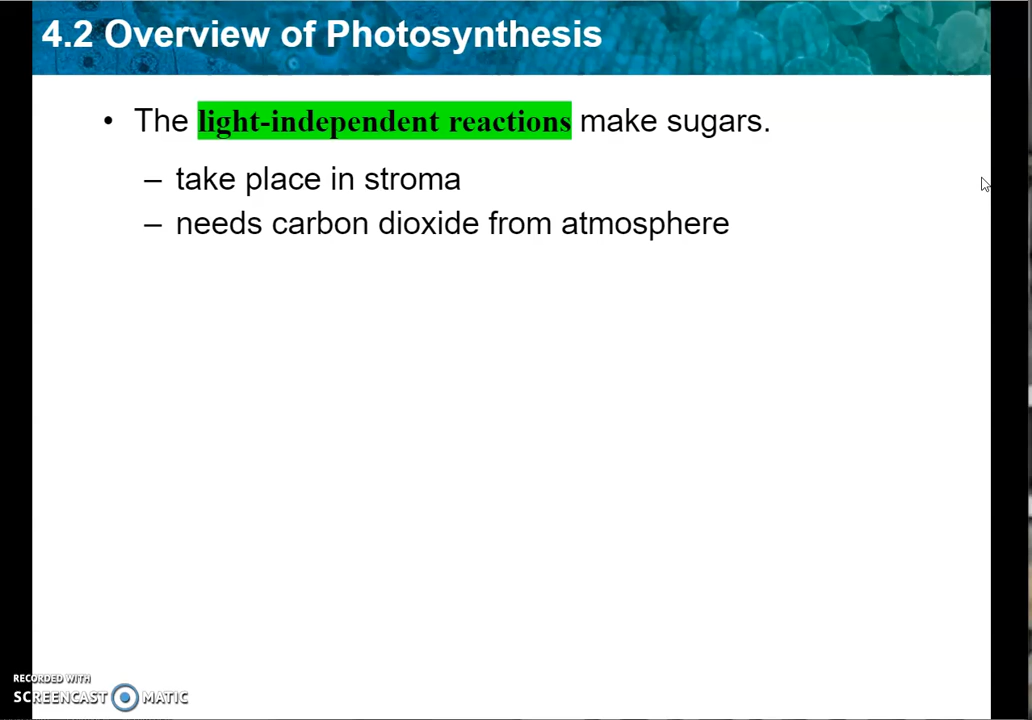 4.2 Overview of Photosynthesis
• The light-independent reactions make sugars.
– take place in stroma
– needs carbon dioxide from atmosphere
RECORDED WITH
SCREENCAST MATIC